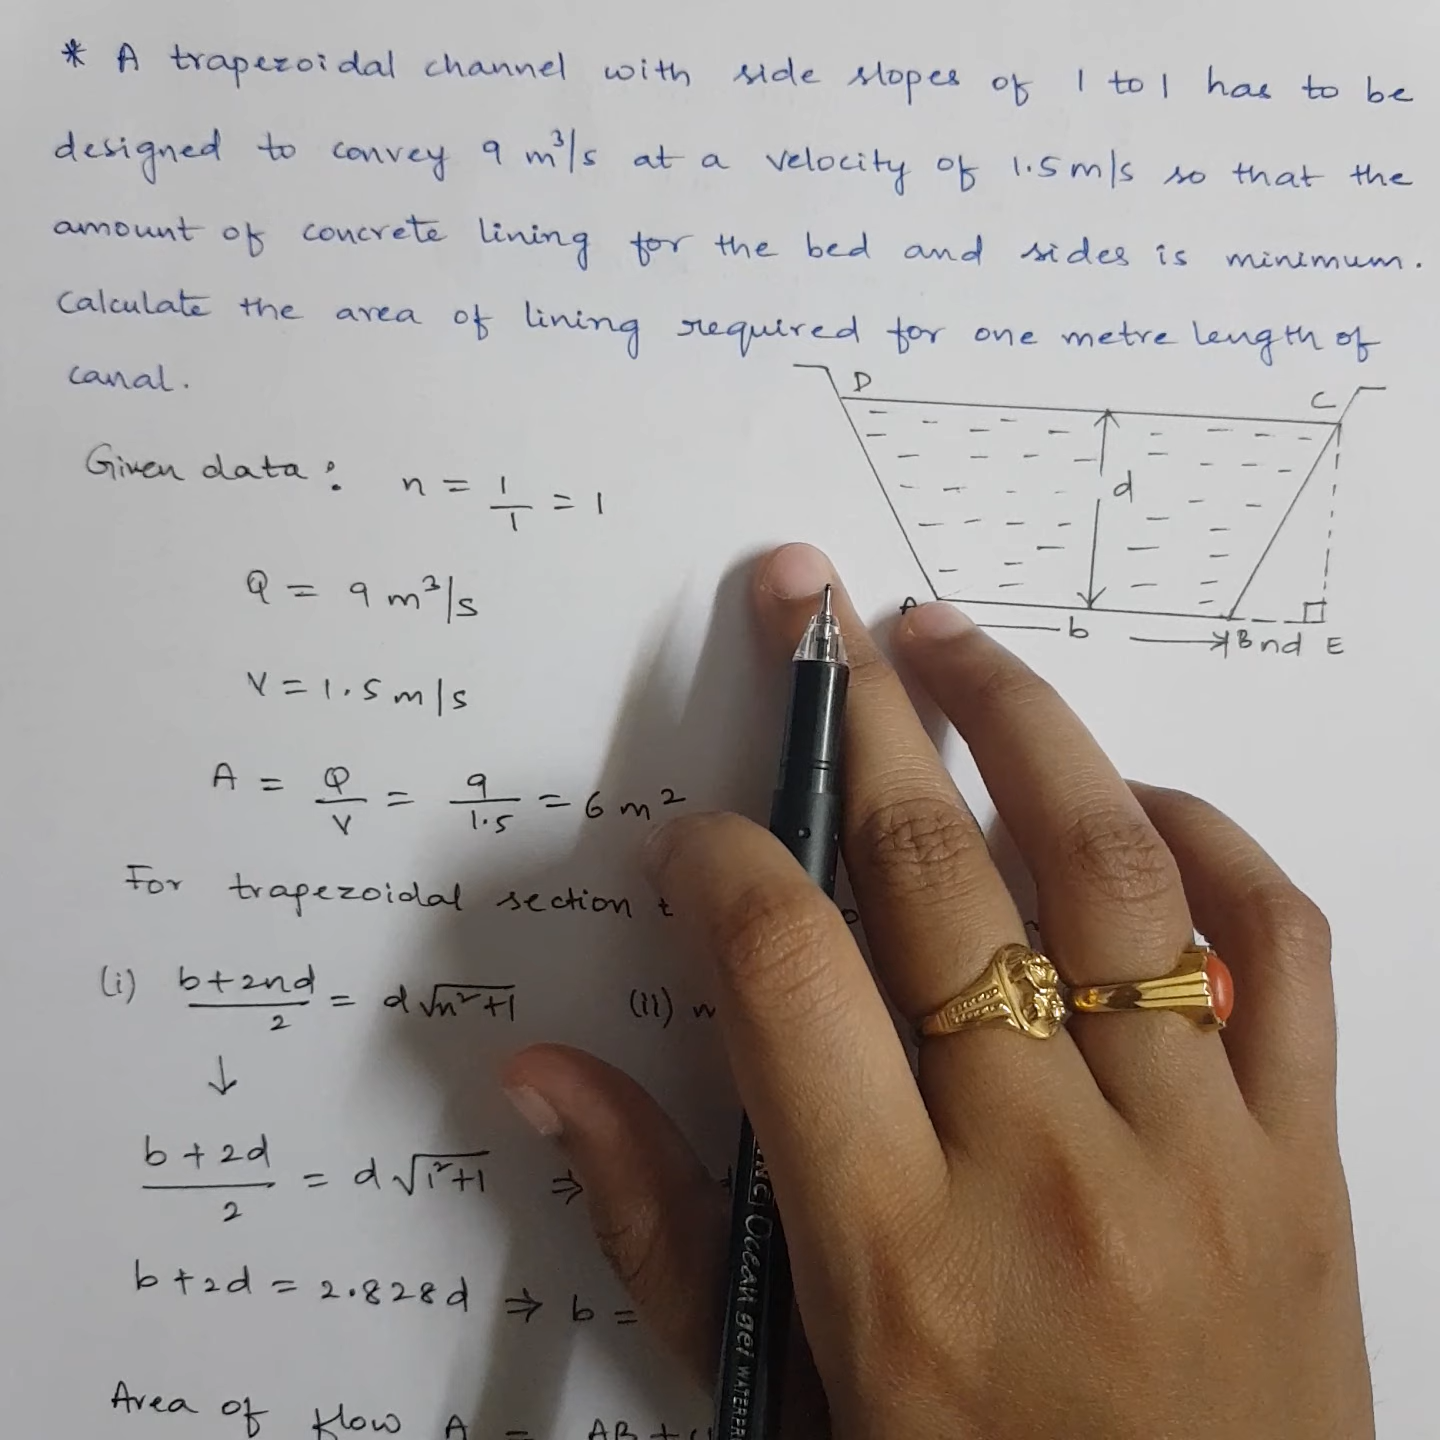 * A trapezoidal channel with side slopes of 1 to 1 has to be
designed to convey 9 m³/s at a velocity of 1.5 m/s so that the
amount of concrete lining for the bed and sides is minimum.
Calculate the area of lining required for one metre length of
canal.
D
C
d
A
b
B nd E
Given data : n = 1/1 = 1
Q = 9 m³/s
V = 1.5 m/s
A = Q/V = 9/1.5 = 6 m²
For trapezoidal section
(i) b+2nd/2 = d√n²+1 (ii)
↓
b+2d/2 = d√1²+1 ⇒
b+2d = 2.828d ⇒ b =
Area of flow A = AB +
Ocean gel WATERPR